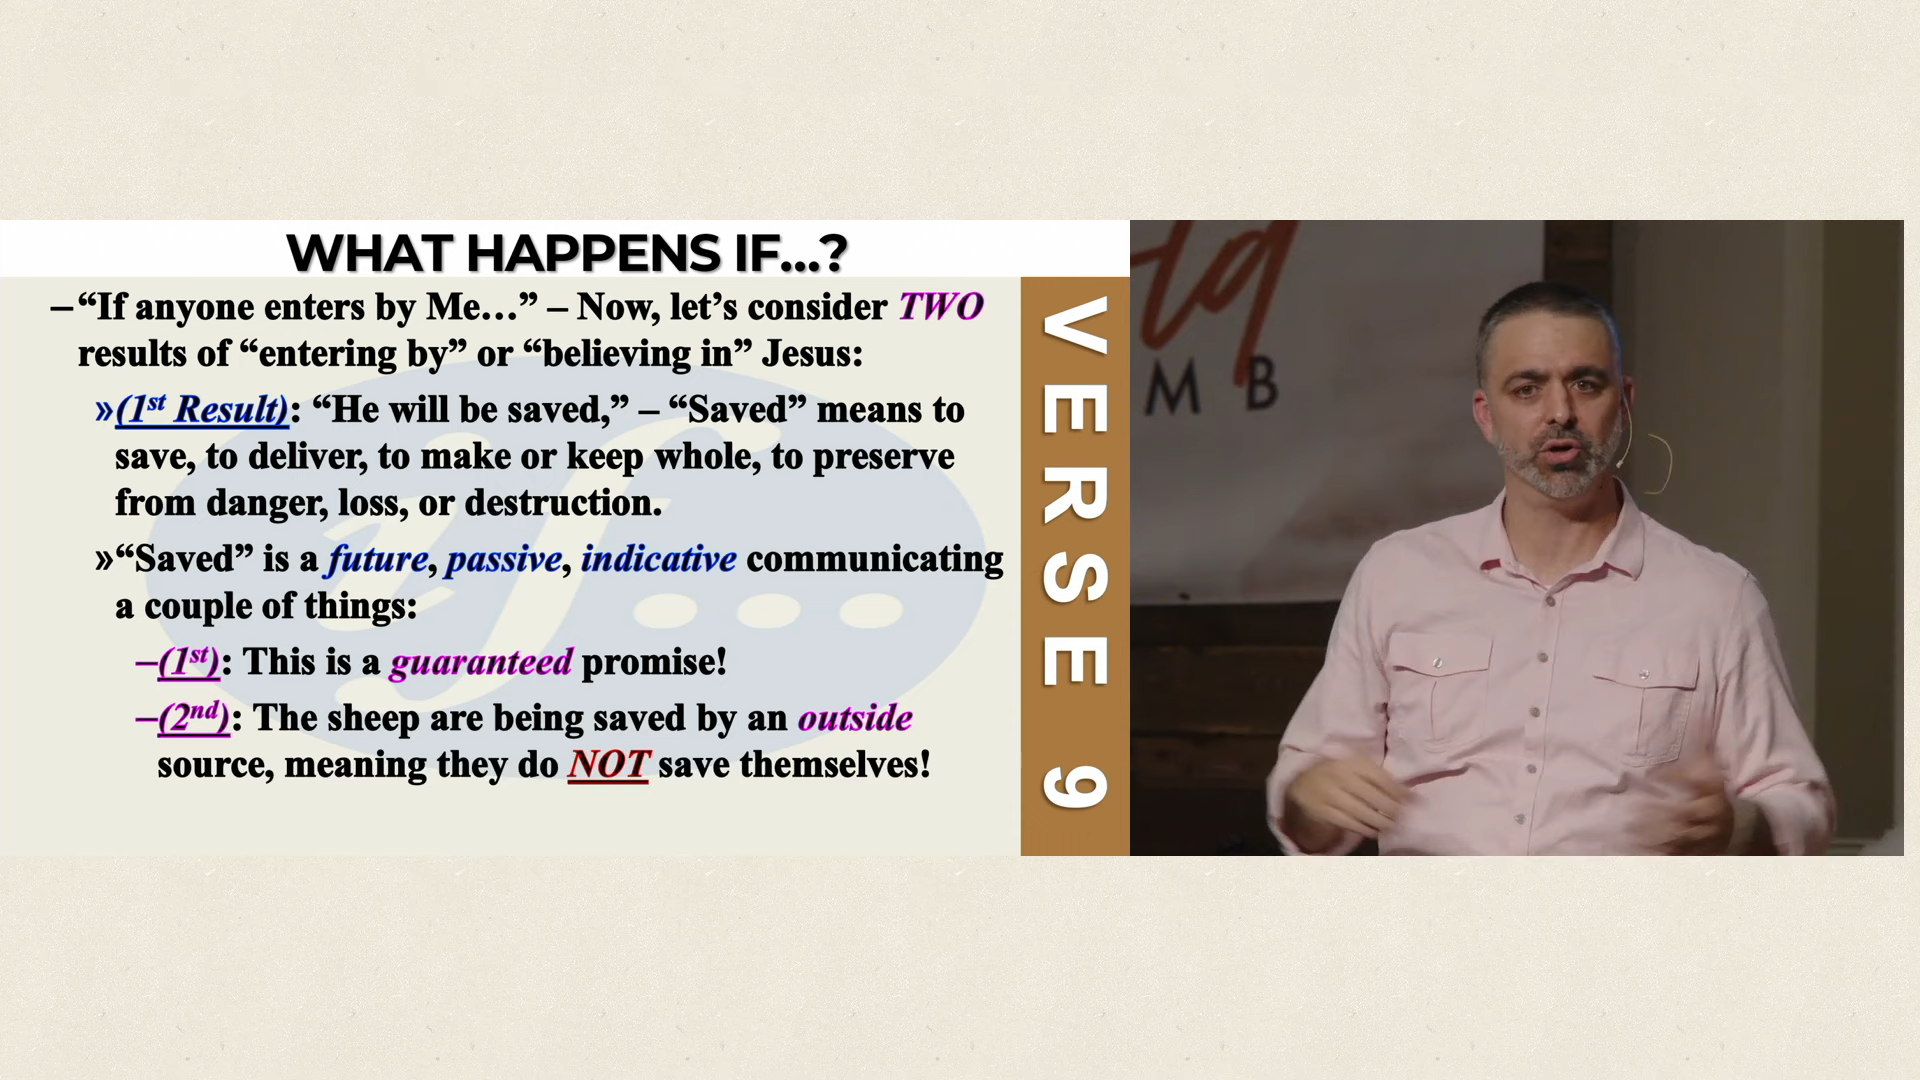 WHAT HAPPENS IF...?
–“If anyone enters by Me…” – Now, let’s consider TWO
results of “entering by” or “believing in” Jesus:
»(1st Result): “He will be saved,” – “Saved” means to
save, to deliver, to make or keep whole, to preserve
from danger, loss, or destruction.
»“Saved” is a future, passive, indicative communicating
a couple of things:
–(1st): This is a guaranteed promise!
–(2nd): The sheep are being saved by an outside
source, meaning they do NOT save themselves!
VERSE 9
MB